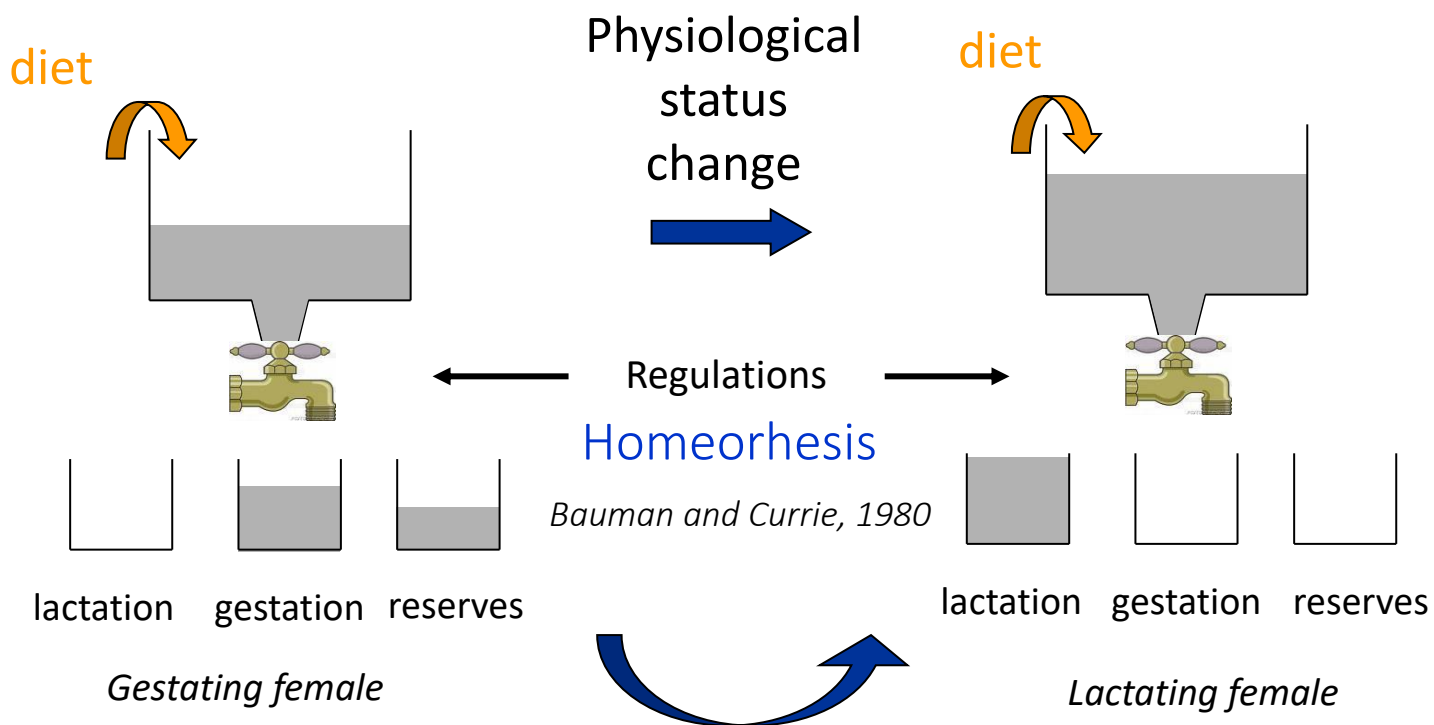 diet
Physiological
status
change
diet
Regulations
Homeorhesis
Bauman and Currie, 1980
lactation
gestation
reserves
Gestating female
lactation
gestation
reserves
Lactating female